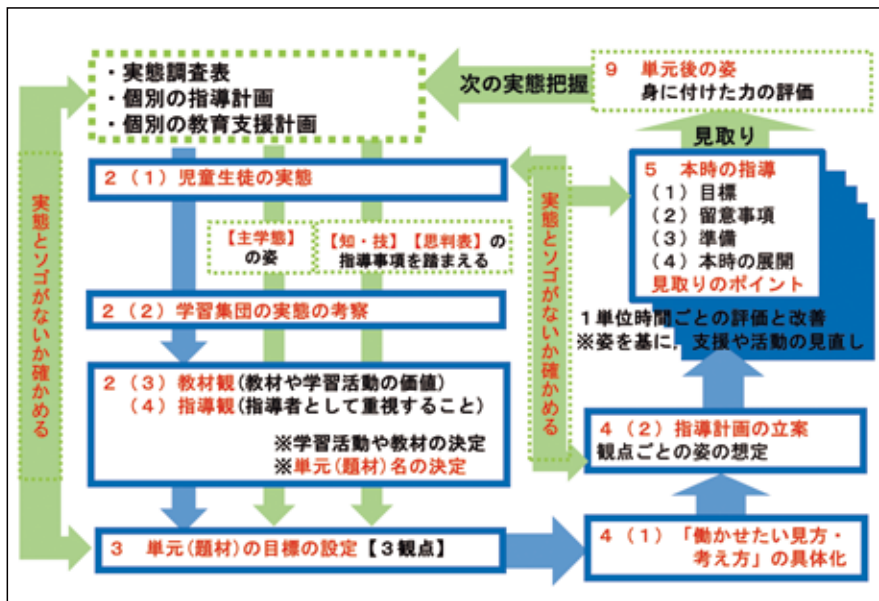 ・実態調査表
・個別の指導計画
・個別の教育支援計画
次の実態把握
9　単元後の姿
身に付けた力の評価
見取り
2（1）児童生徒の実態
【主学態】
の姿
【知・技】【思判表】の
指導事項を踏まえる
2（2）学習集団の実態の考察
2（3）教材観(教材や学習活動の価値)
（4）指導観(指導者として重視すること)
※学習活動や教材の決定
※単元(題材)名の決定
3　単元(題材)の目標の設定【3観点】
実態とソゴがないか確かめる
実態とソゴがないか確かめる
5　本時の指導
（1）目標
（2）留意事項
（3）準備
（4）本時の展開
見取りのポイント
1単位時間ごとの評価と改善
※姿を基に，支援や活動の見直し
4（2）指導計画の立案
観点ごとの姿の想定
4（1）「働かせたい見方・
考え方」の具体化